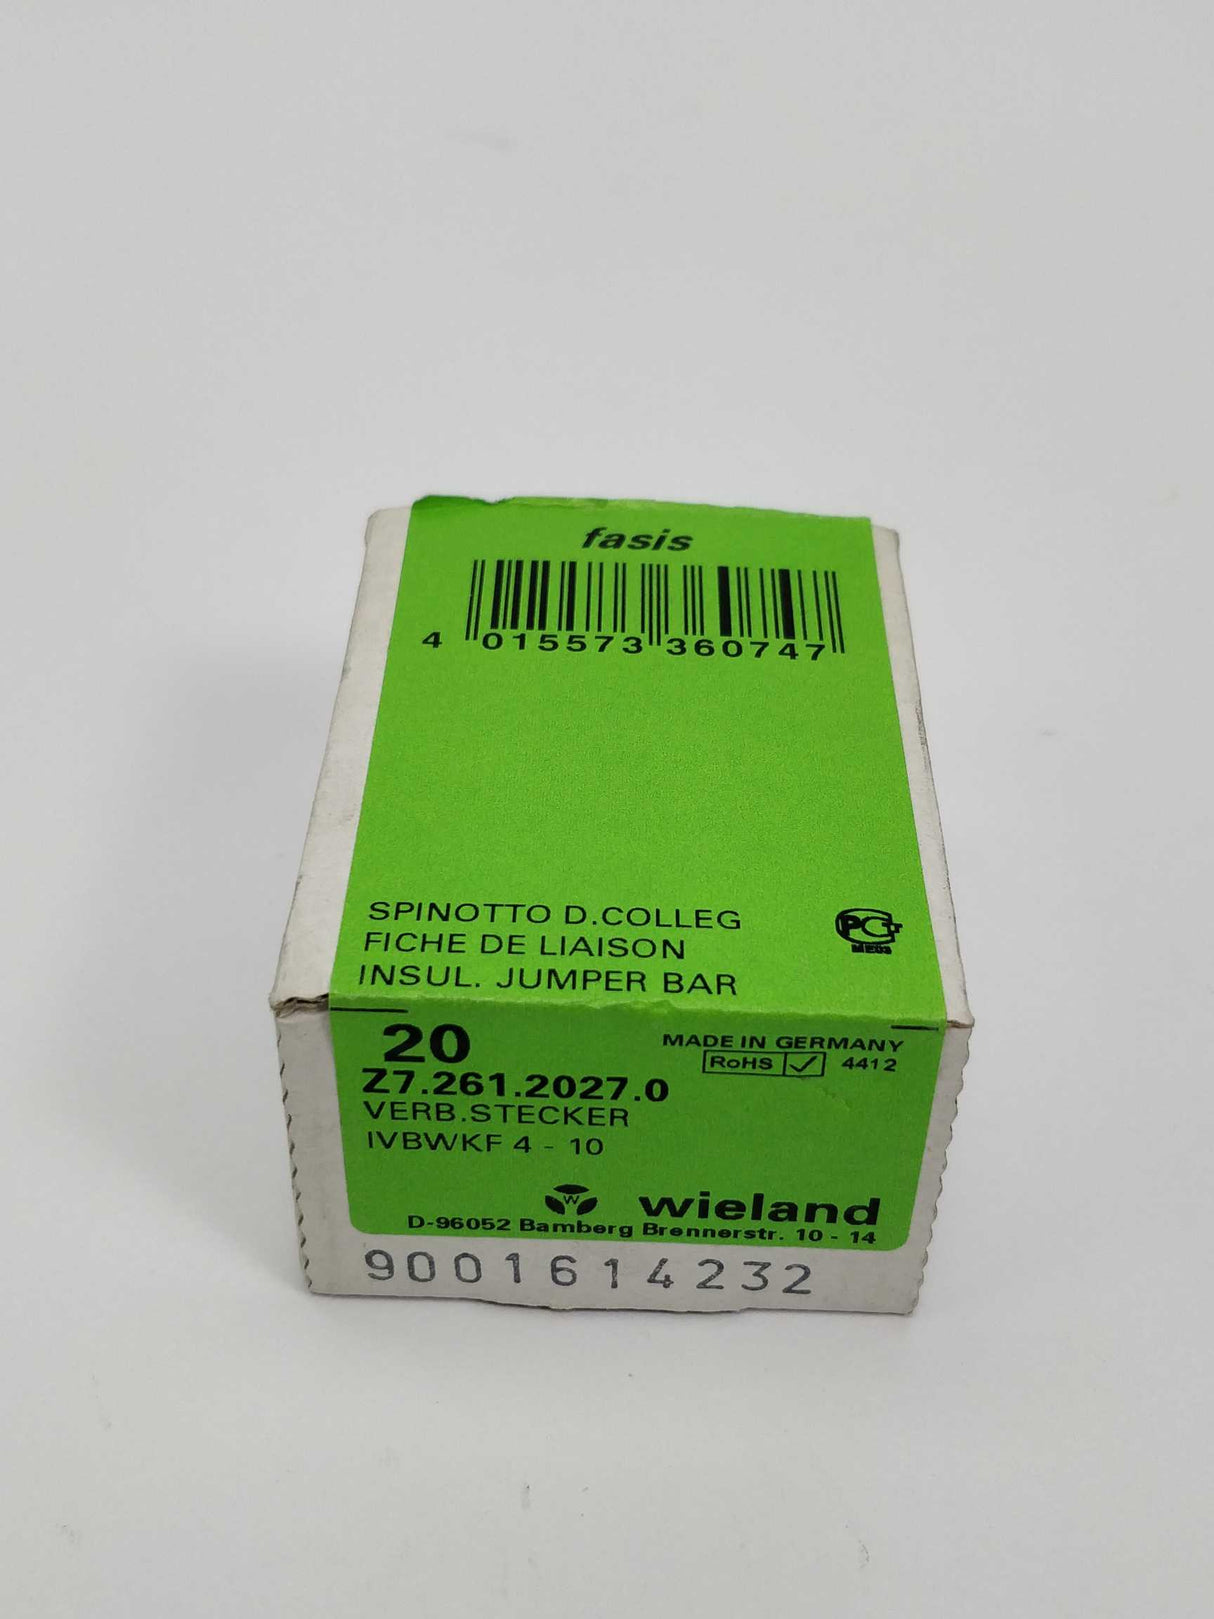 fasis
4 015573 360747
SPINOTTO D.COLLEG
FICHE DE LIAISON
INSUL. JUMPER BAR
PC
20
MADE IN GERMANY
RoHS ✓ 4412
Z7.261.2027.0
VERB.STECKER
IVBWKF 4 - 10
W wieland
D-96052 Bamberg Brennerstr. 10 - 14
9001614232